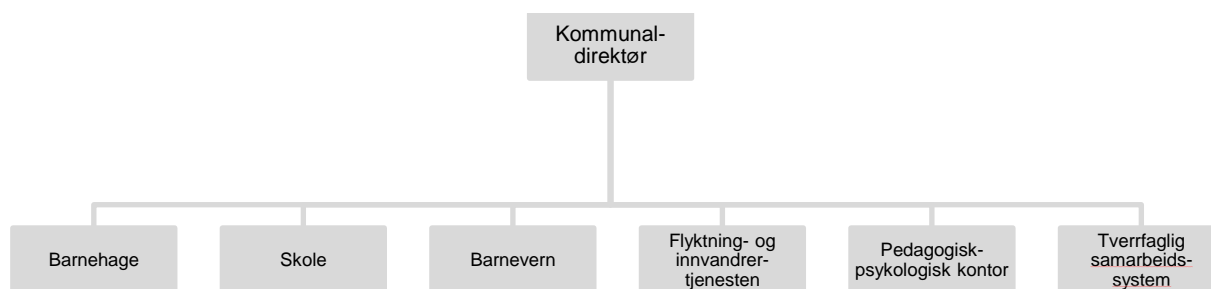 Kommunal-
direktør
Barnehage
Skole
Barnevern
Flyktning- og
innvandrer-
tjenesten
Pedagogisk-
psykologisk kontor
Tverrfaglig
samarbeids-
system